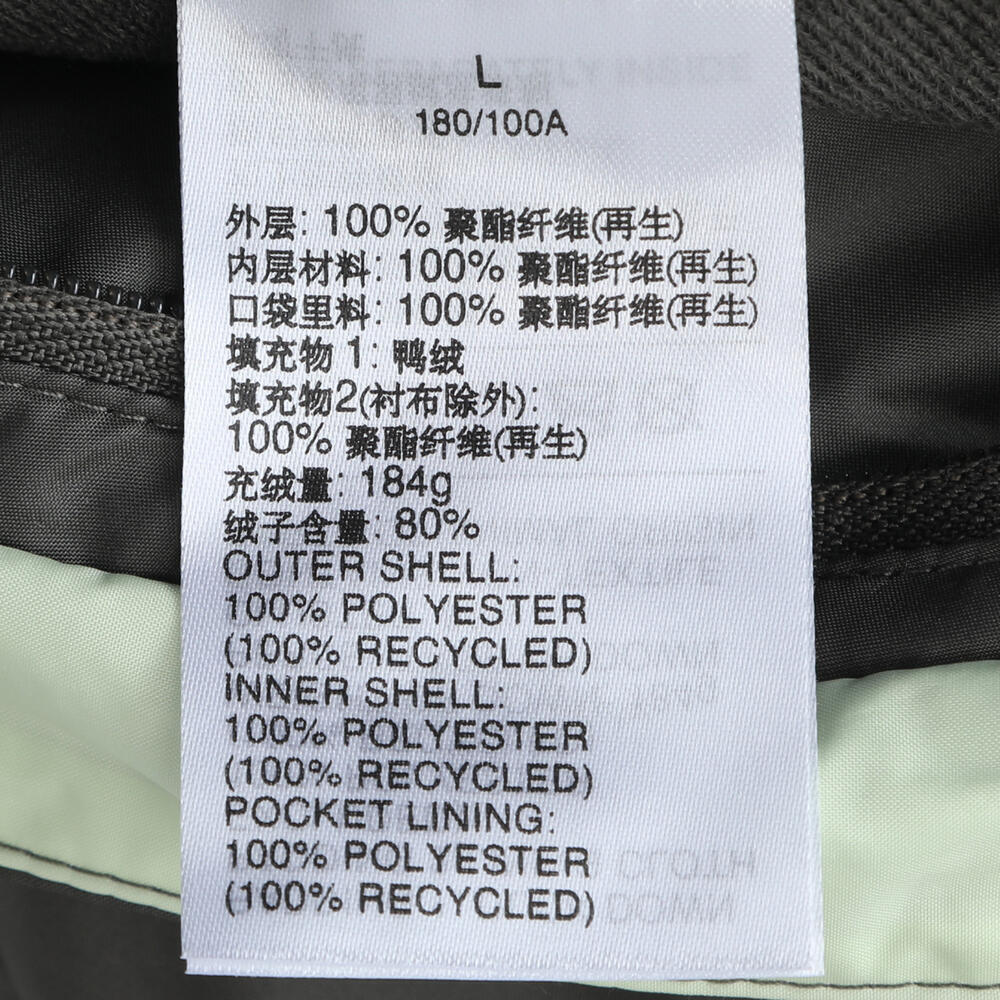 L
180/100A
外层: 100% 聚酯纤维(再生)
内层材料: 100% 聚酯纤维(再生)
口袋里料: 100% 聚酯纤维(再生)
填充物 1: 鸭绒
填充物2(衬布除外):
100% 聚酯纤维(再生)
充绒量: 184g
绒子含量: 80%
OUTER SHELL:
100% POLYESTER
(100% RECYCLED)
INNER SHELL:
100% POLYESTER
(100% RECYCLED)
POCKET LINING:
100% POLYESTER
(100% RECYCLED)